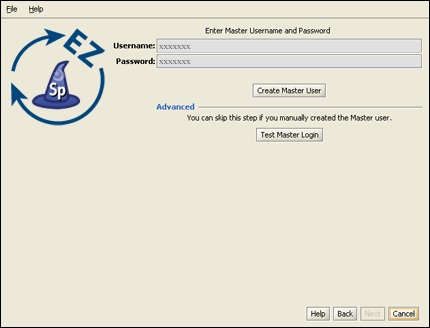 File Help
EZ
Sp
Enter Master Username and Password
Username: xxxxxxx
Password: xxxxxxx
Create Master User
Advanced
You can skip this step if you manually created the Master user.
Test Master Login
Help Back Next Cancel